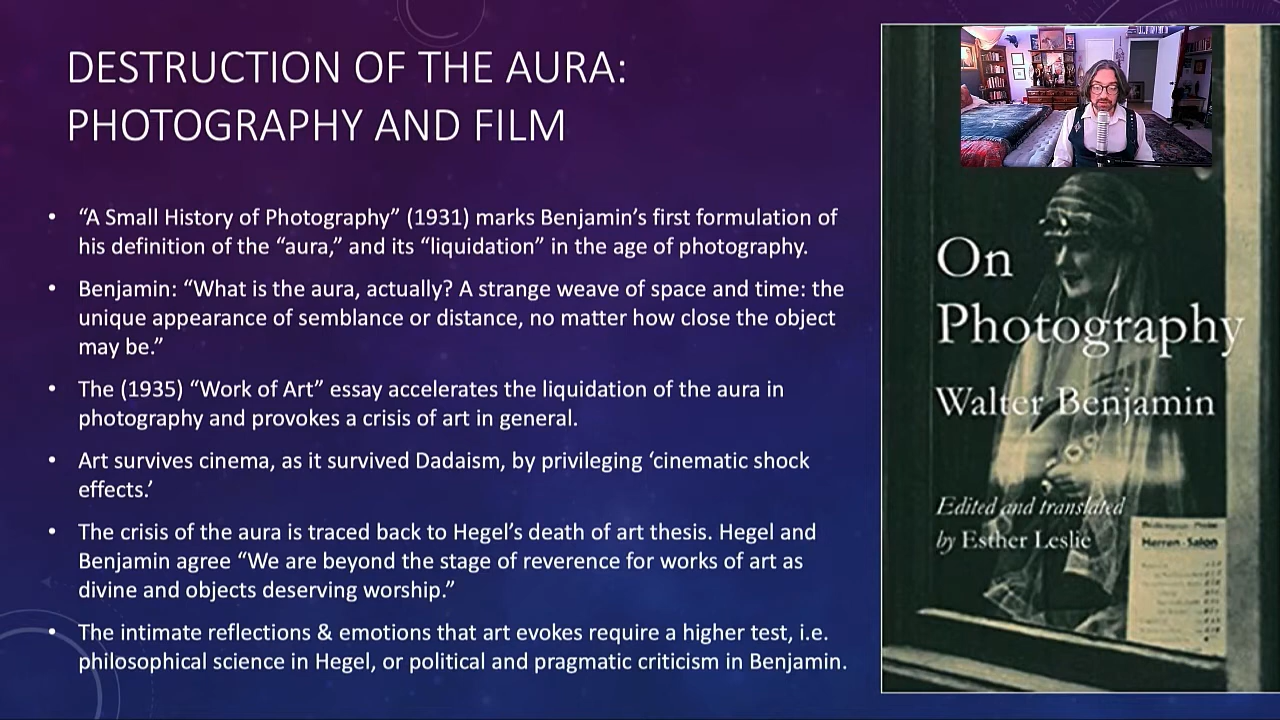 DESTRUCTION OF THE AURA:
PHOTOGRAPHY AND FILM
• “A Small History of Photography” (1931) marks Benjamin’s first formulation of
his definition of the “aura,” and its “liquidation” in the age of photography.
• Benjamin: “What is the aura, actually? A strange weave of space and time: the
unique appearance of semblance or distance, no matter how close the object
may be.”
• The (1935) “Work of Art” essay accelerates the liquidation of the aura in
photography and provokes a crisis of art in general.
• Art survives cinema, as it survived Dadaism, by privileging ‘cinematic shock
effects.’
• The crisis of the aura is traced back to Hegel’s death of art thesis. Hegel and
Benjamin agree “We are beyond the stage of reverence for works of art as
divine and objects deserving worship.”
• The intimate reflections & emotions that art evokes require a higher test, i.e.
philosophical science in Hegel, or political and pragmatic criticism in Benjamin.
On
Photography
Walter Benjamin
Edited and translated
by Esther Leslie
Herren-Salon